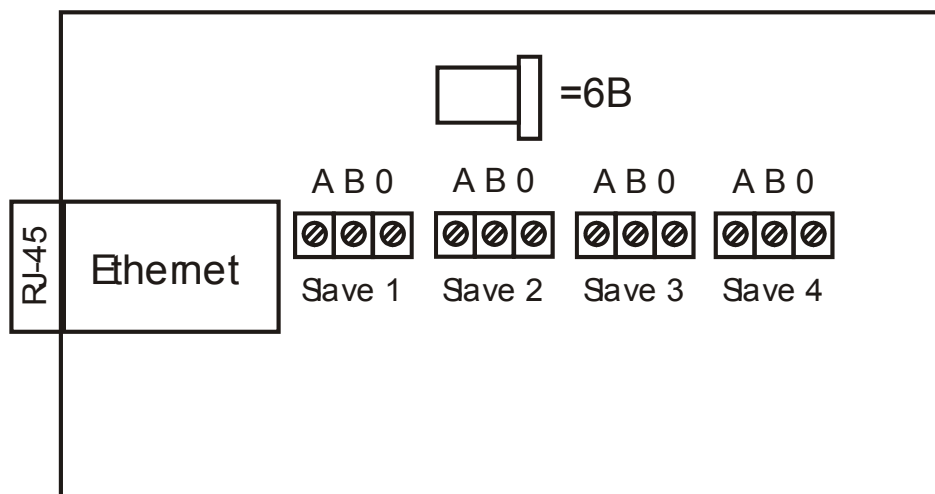 =6B
A B 0 A B 0 A B 0 A B 0
RJ-45
Ethernet
Slave 1 Slave 2 Slave 3 Slave 4